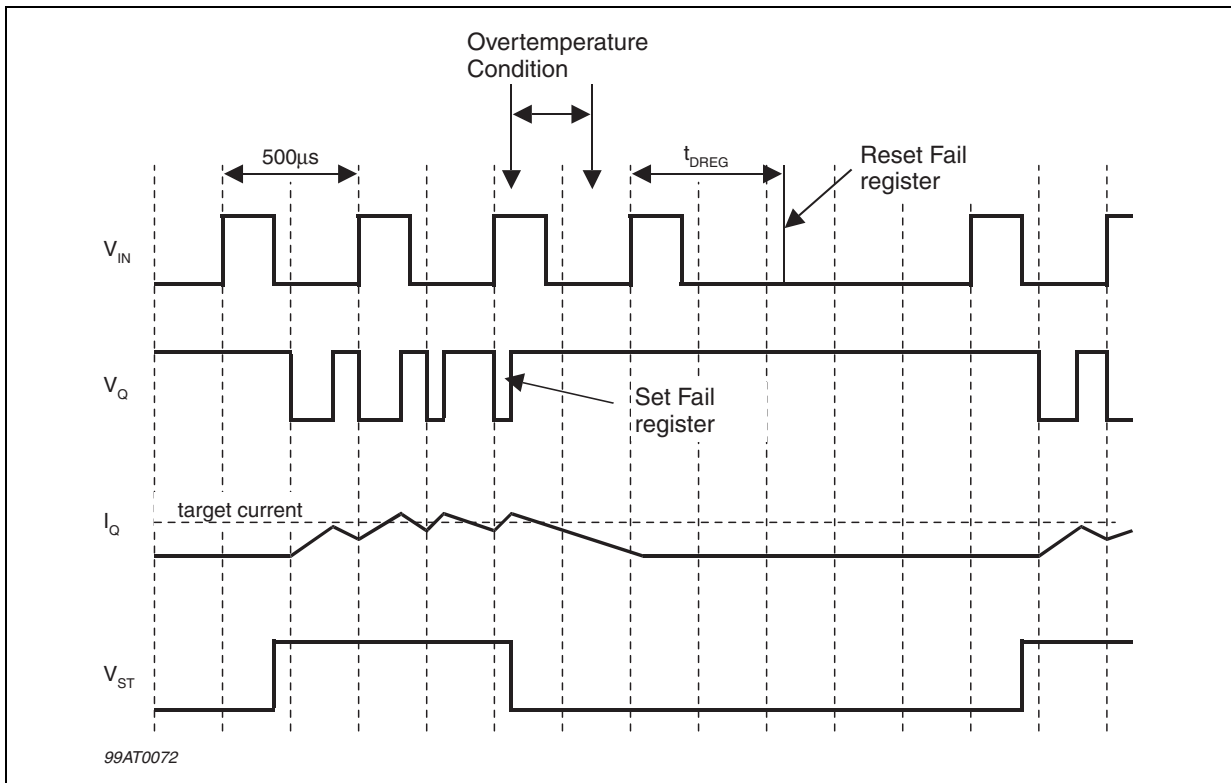 Overtemperature
Condition
500μs
tDREG
Reset Fail
register
VIN
VQ
Set Fail
register
target current
IQ
VST
99AT0072